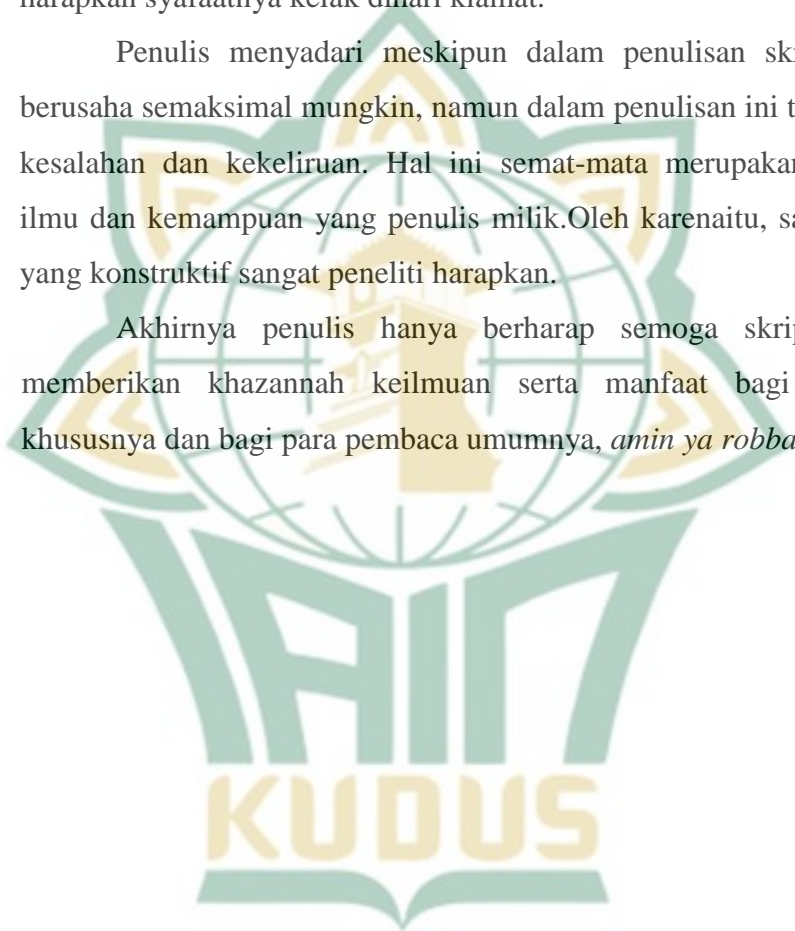 harapkan syafaatnya kelak dihari kiamat.
Penulis menyadari meskipun dalam penulisan
berusaha semaksimal mungkin, namun dalam penulisan ini
kesalahan dan kekeliruan. Hal ini semat-mata merupakan
ilmu dan kemampuan yang penulis milik.Oleh karenaitu,
yang konstruktif sangat peneliti harapkan.
Akhirnya penulis hanya berharap semoga
memberikan khazannah keilmuan serta manfaat bagi
khususnya dan bagi para pembaca umumnya, amin ya
IAIN
KUDUS